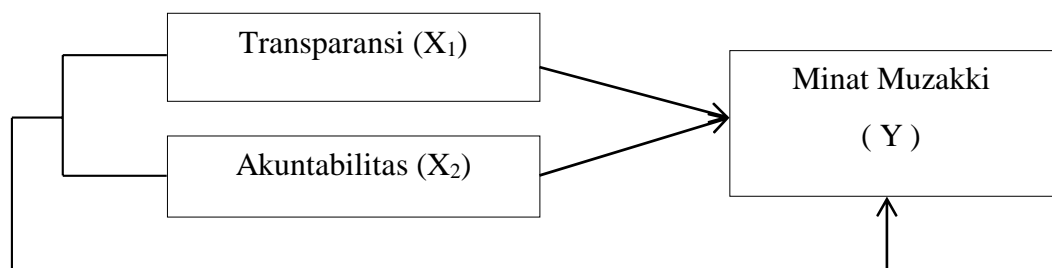 Transparansi (X₁)
Akuntabilitas (X₂)
Minat Muzakki
( Y )